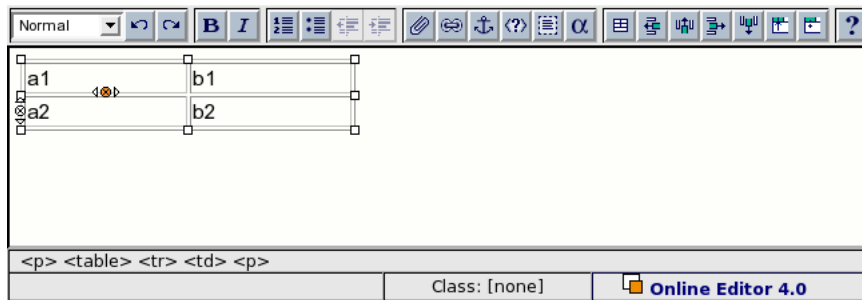 Normal B I <?> α ?
a1 b1
a2 b2
<p> <table> <tr> <td> <p>
Class: [none] Online Editor 4.0